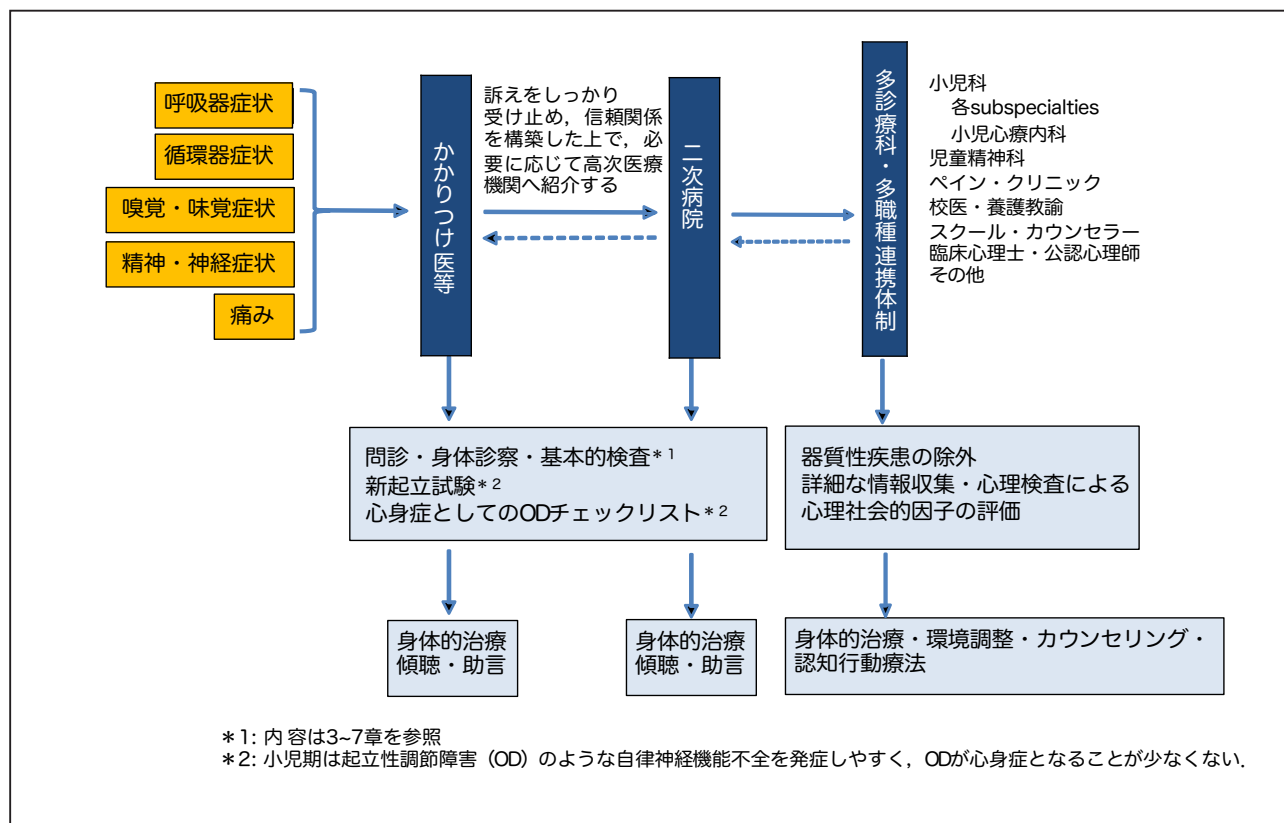 呼吸器症状
循環器症状
嗅覚・味覚症状
精神・神経症状
痛み
かかりつけ医等
訴えをしっかり
受け止め，信頼関係
を構築した上で，必
要に応じて高次医療
機関へ紹介する
二次病院
多診療科・多職種連携体制
小児科
各subspecialties
小児心療内科
児童精神科
ペイン・クリニック
校医・養護教諭
スクール・カウンセラー
臨床心理士・公認心理師
その他
問診・身体診察・基本的検査*1
新起立試験*2
心身症としてのODチェックリスト*2
器質性疾患の除外
詳細な情報収集・心理検査による
心理社会的因子の評価
身体的治療
傾聴・助言
身体的治療
傾聴・助言
身体的治療・環境調整・カウンセリング・
認知行動療法
*1: 内容は3~7章を参照
*2: 小児期は起立性調節障害（OD）のような自律神経機能不全を発症しやすく，ODが心身症となることが少なくない．